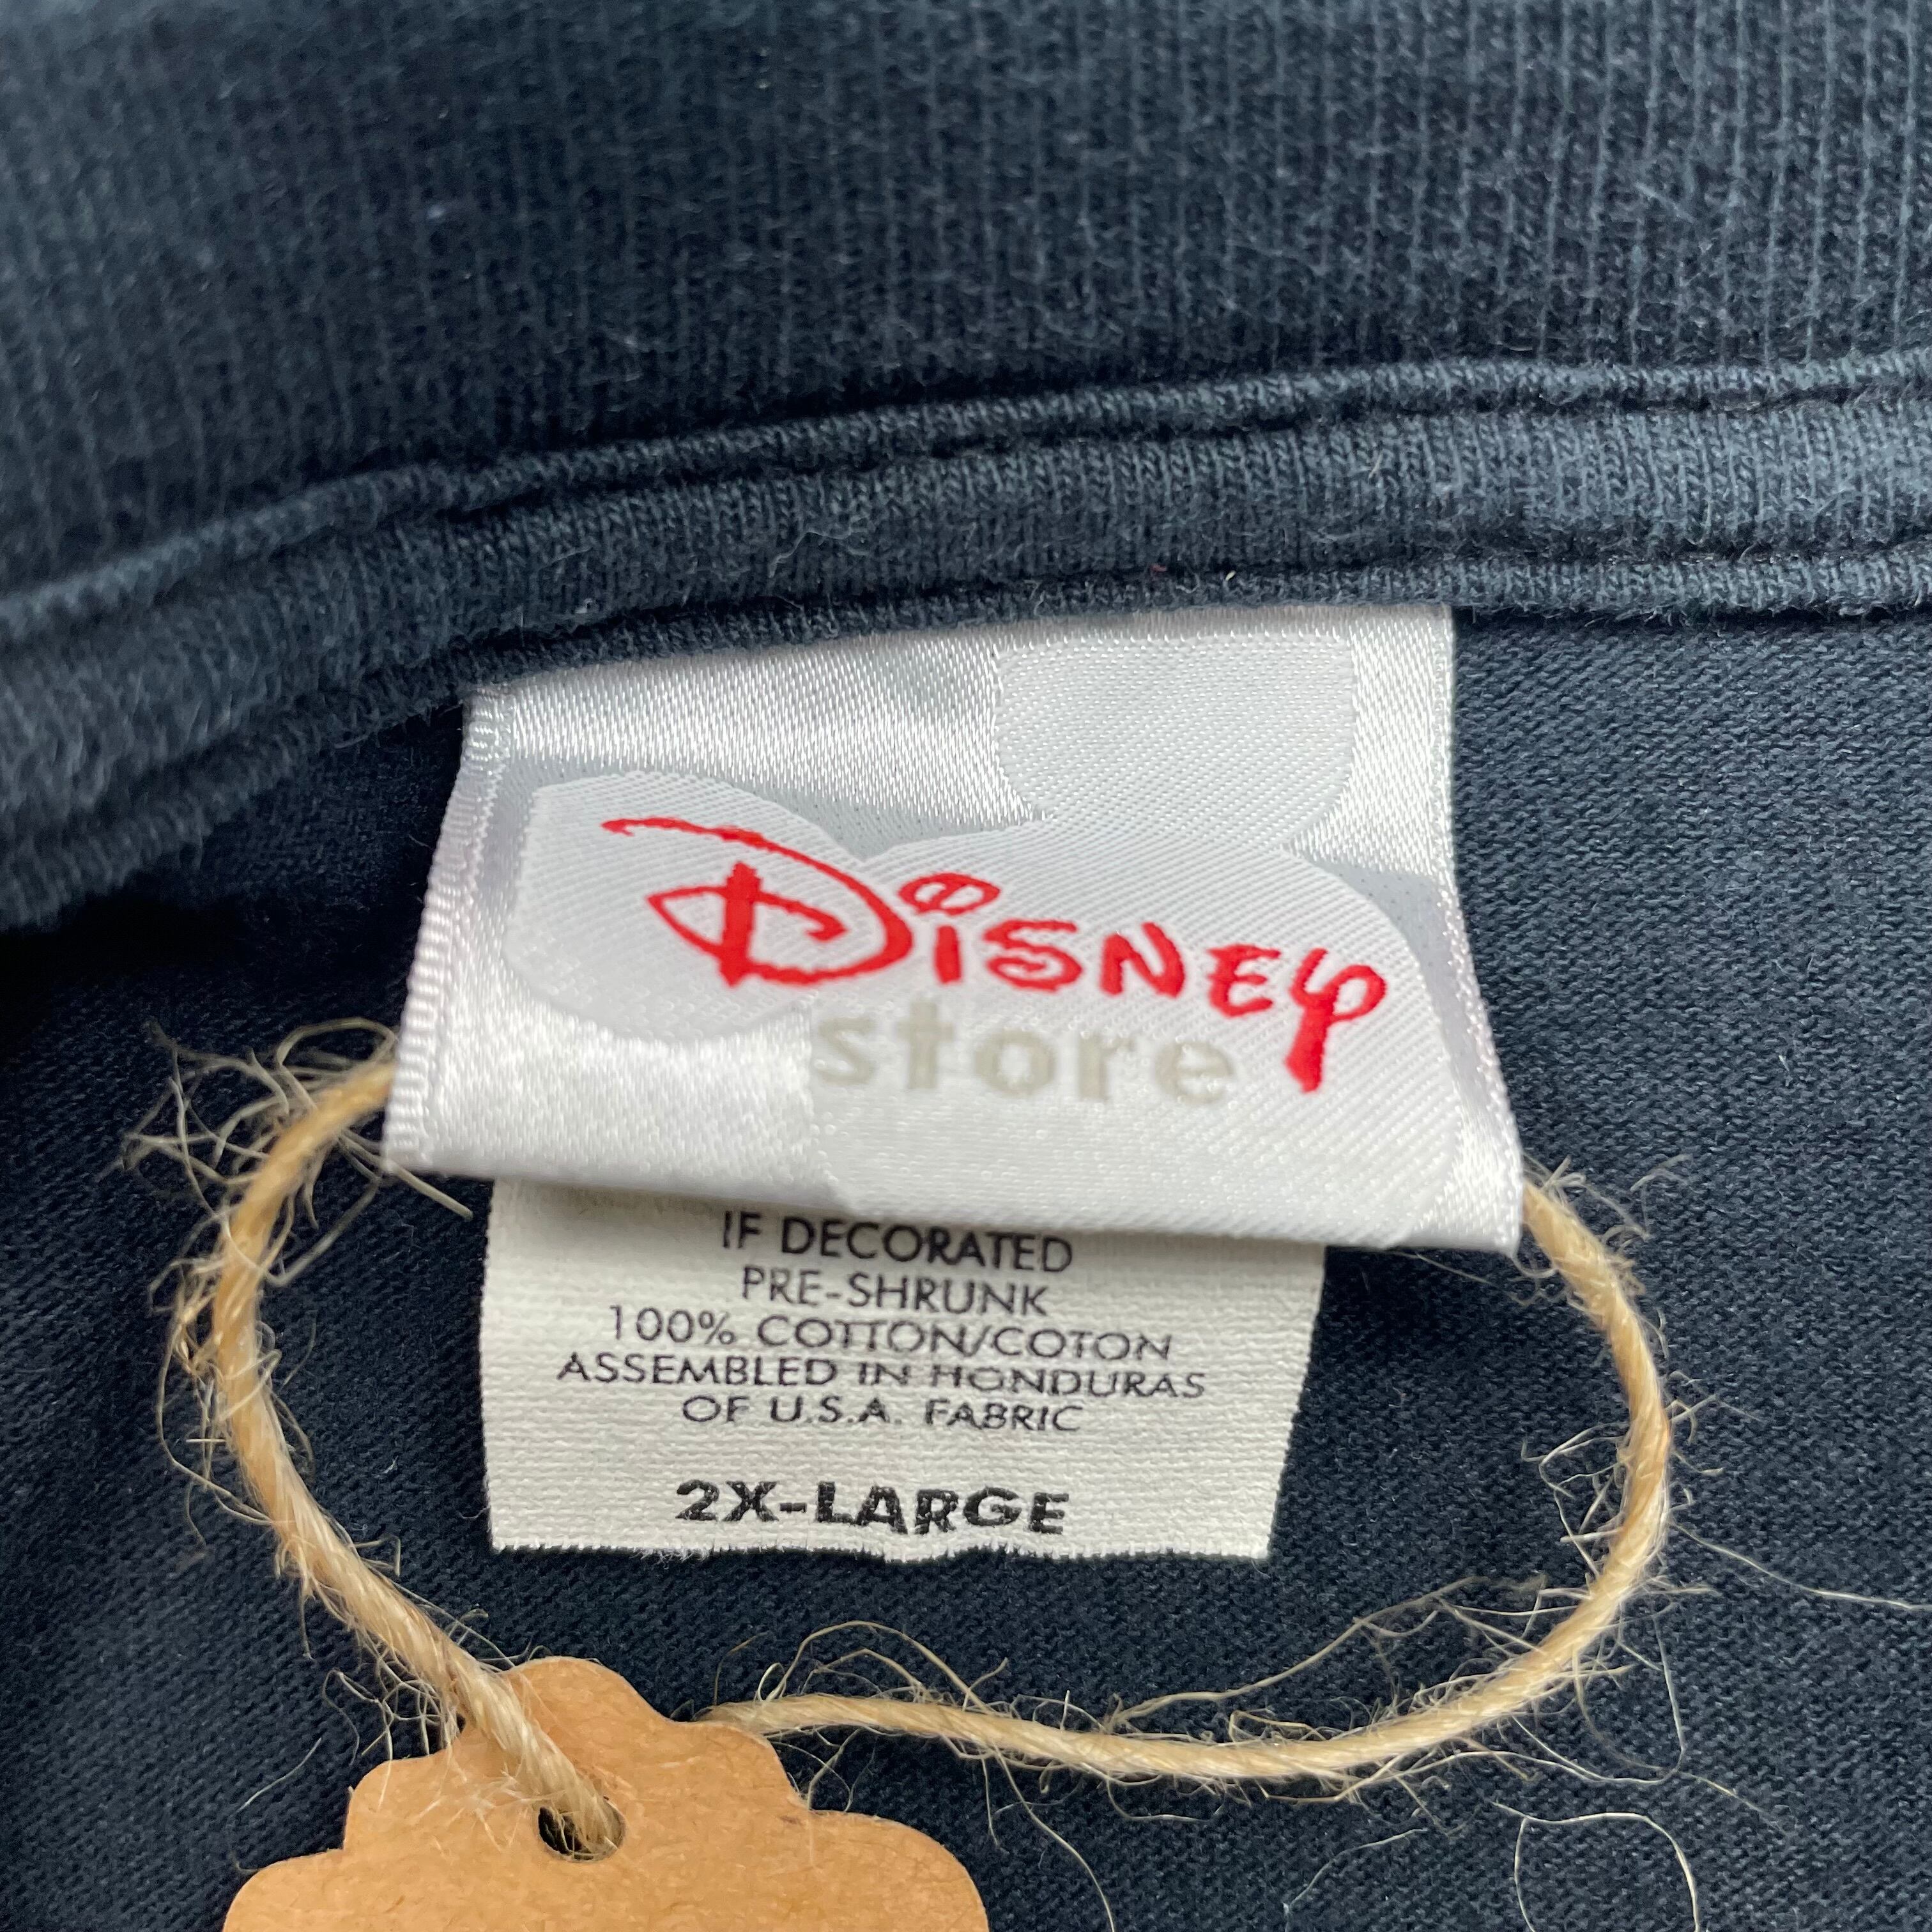 Disney
store
IF DECORATED
PRE-SHRUNK
100% COTTON/COTON
ASSEMBLED IN HONDURAS
OF U.S.A. FABRIC
2X-LARGE